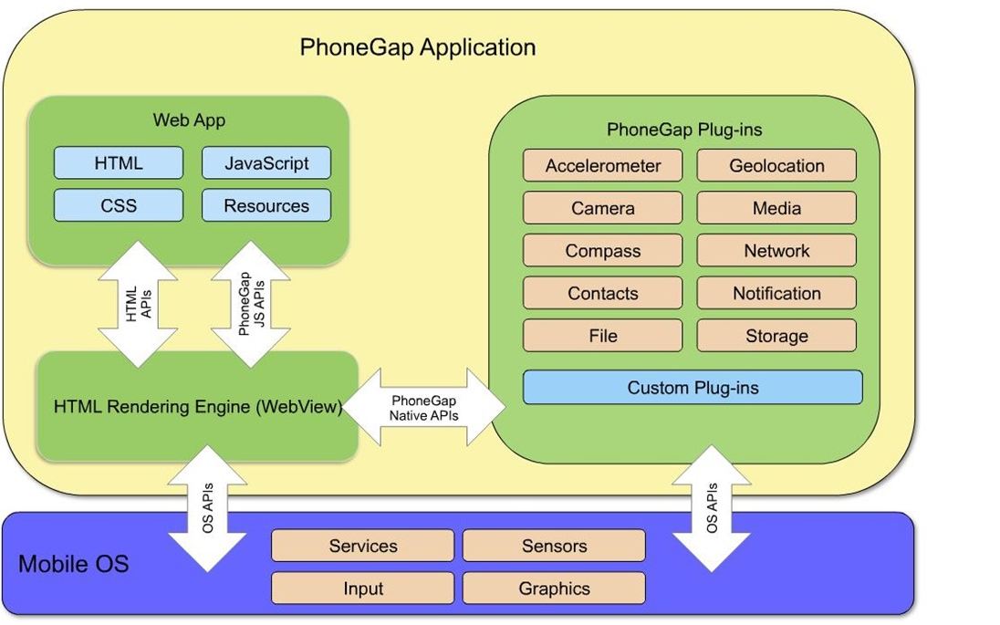 PhoneGap Application
Web App
HTML
JavaScript
CSS
Resources
HTML
APIs
PhoneGap
JS APIs
HTML Rendering Engine (WebView)
PhoneGap
Native APIs
PhoneGap Plug-ins
Accelerometer
Geolocation
Camera
Media
Compass
Network
Contacts
Notification
File
Storage
Custom Plug-ins
OS APIs
OS APIs
Mobile OS
Services
Sensors
Input
Graphics